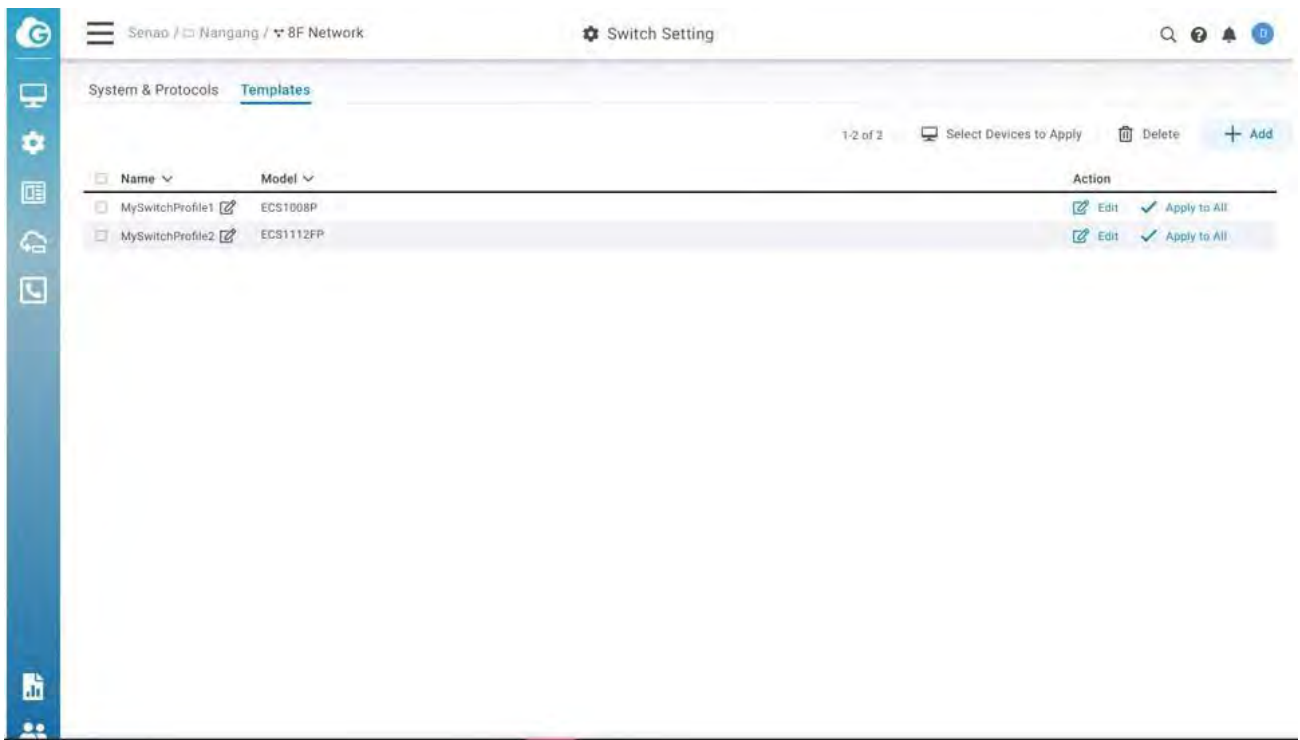 Senao / Nangang / 8F Network
Switch Setting
D
System & Protocols Templates
1-2 of 2 Select Devices to Apply Delete + Add
Name Model Action
MySwitchProfile1 ECS1008P Edit Apply to All
MySwitchProfile2 ECS1112FP Edit Apply to All